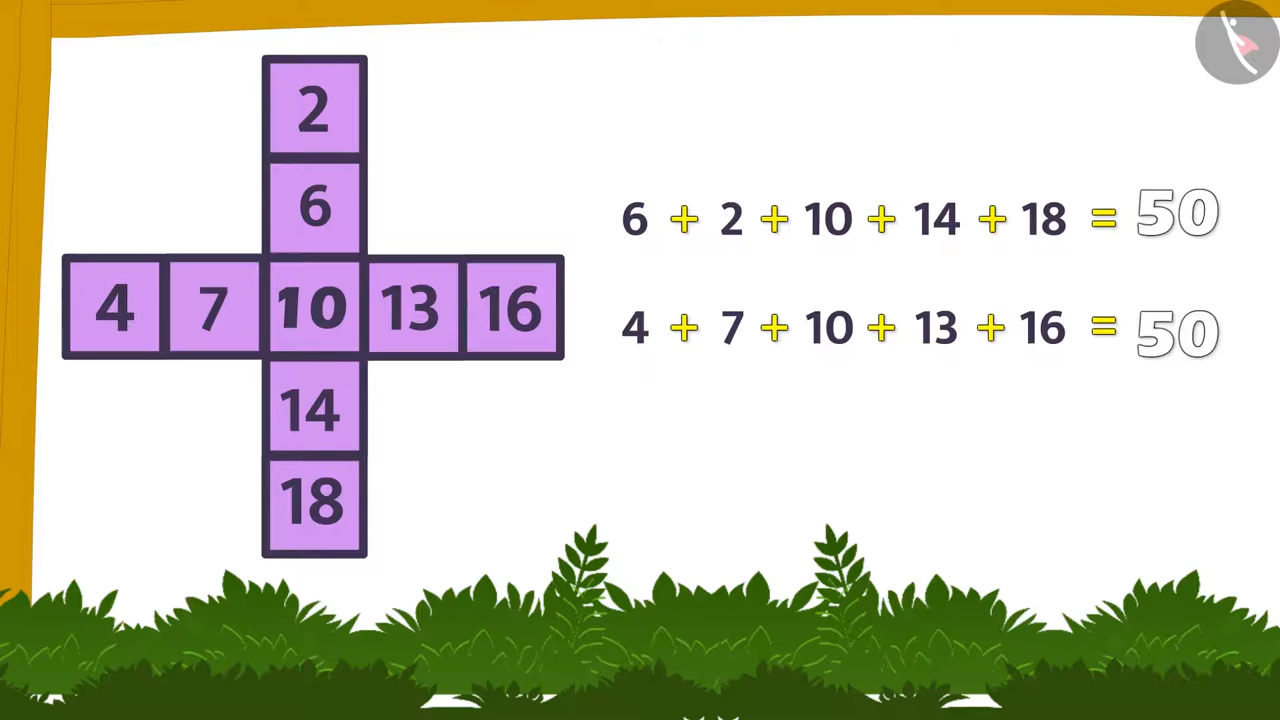 2
6
4 7 10 13 16
14
18
6 + 2 + 10 + 14 + 18 = 50
4 + 7 + 10 + 13 + 16 = 50